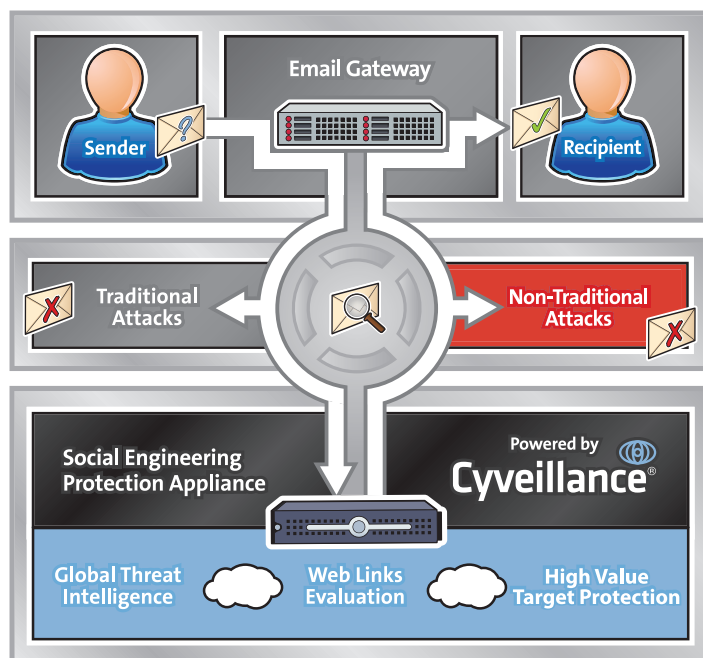 Email Gateway
Sender
Recipient
Traditional
Attacks
Non-Traditional
Attacks
Social Engineering
Protection Appliance
Powered by
Cyveillance®
Global Threat
Intelligence
Web Links
Evaluation
High Value
Target Protection